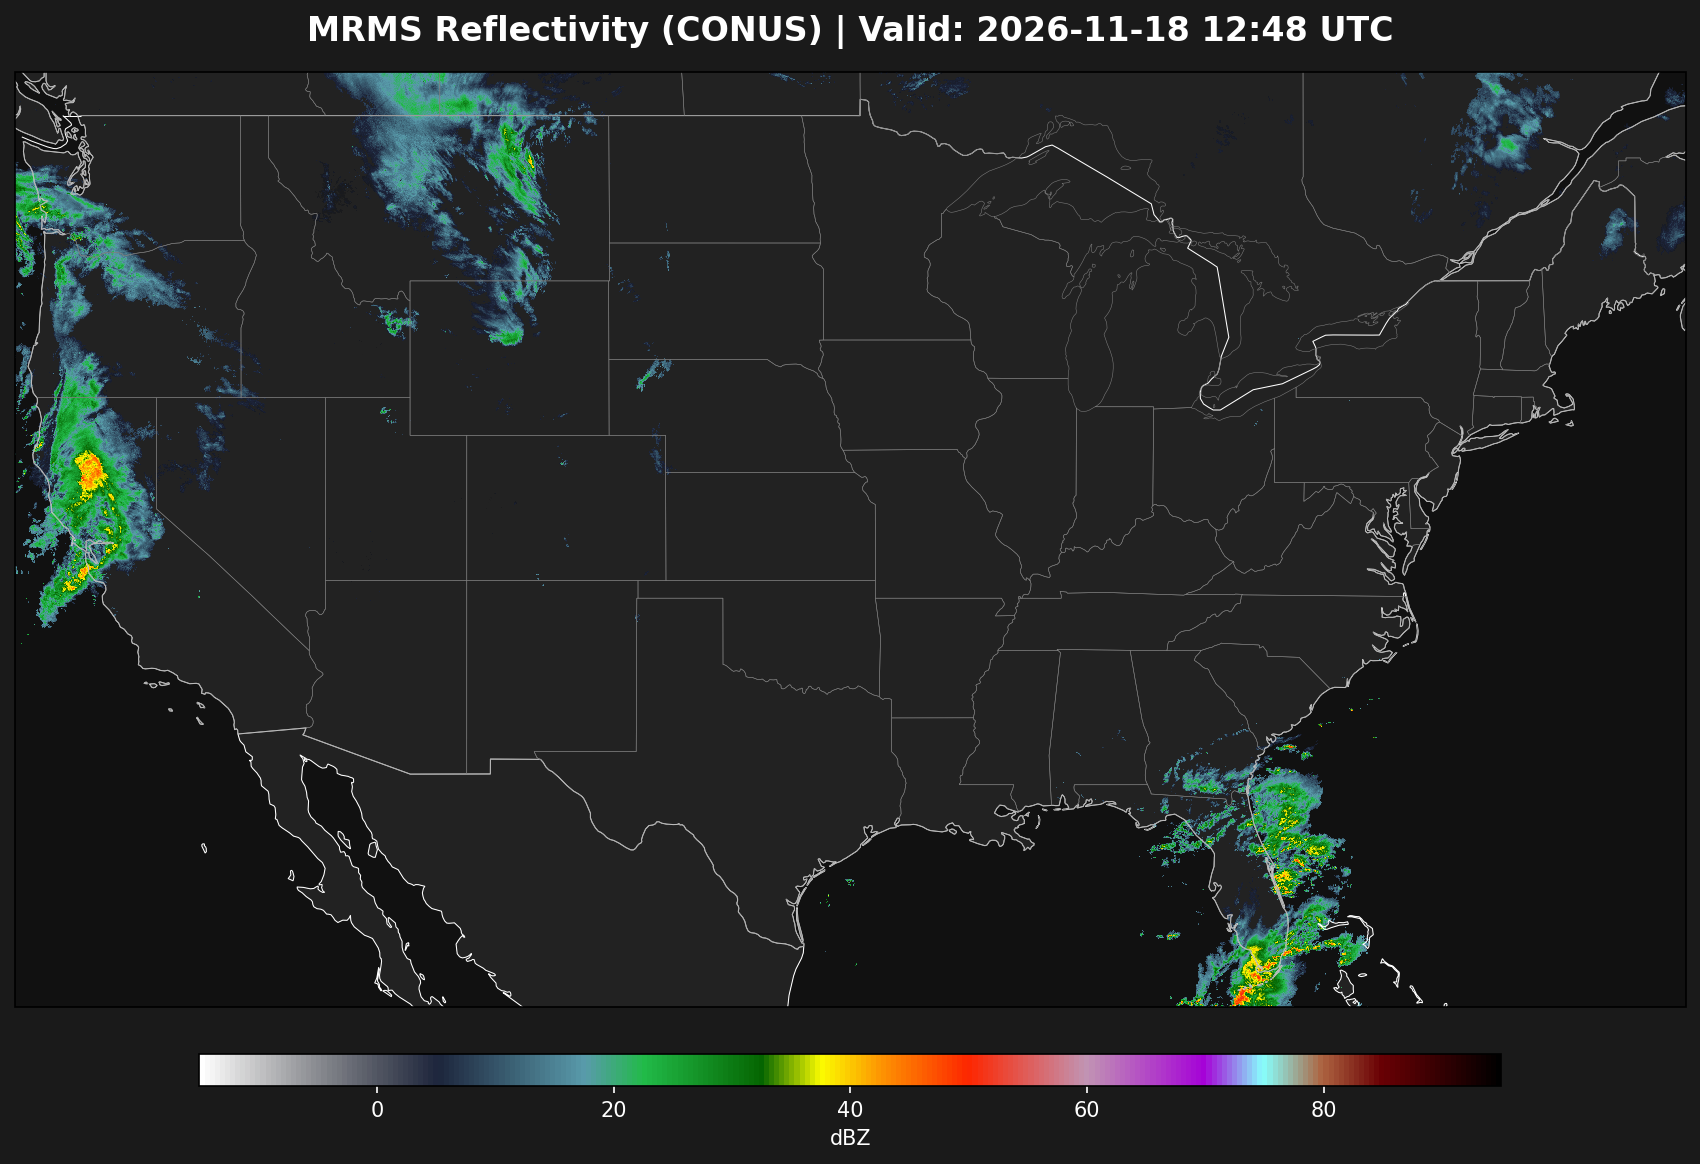 MRMS Reflectivity (CONUS) | Valid: 2026-11-18 12:48 UTC
0 20 40 60 80
dBZ